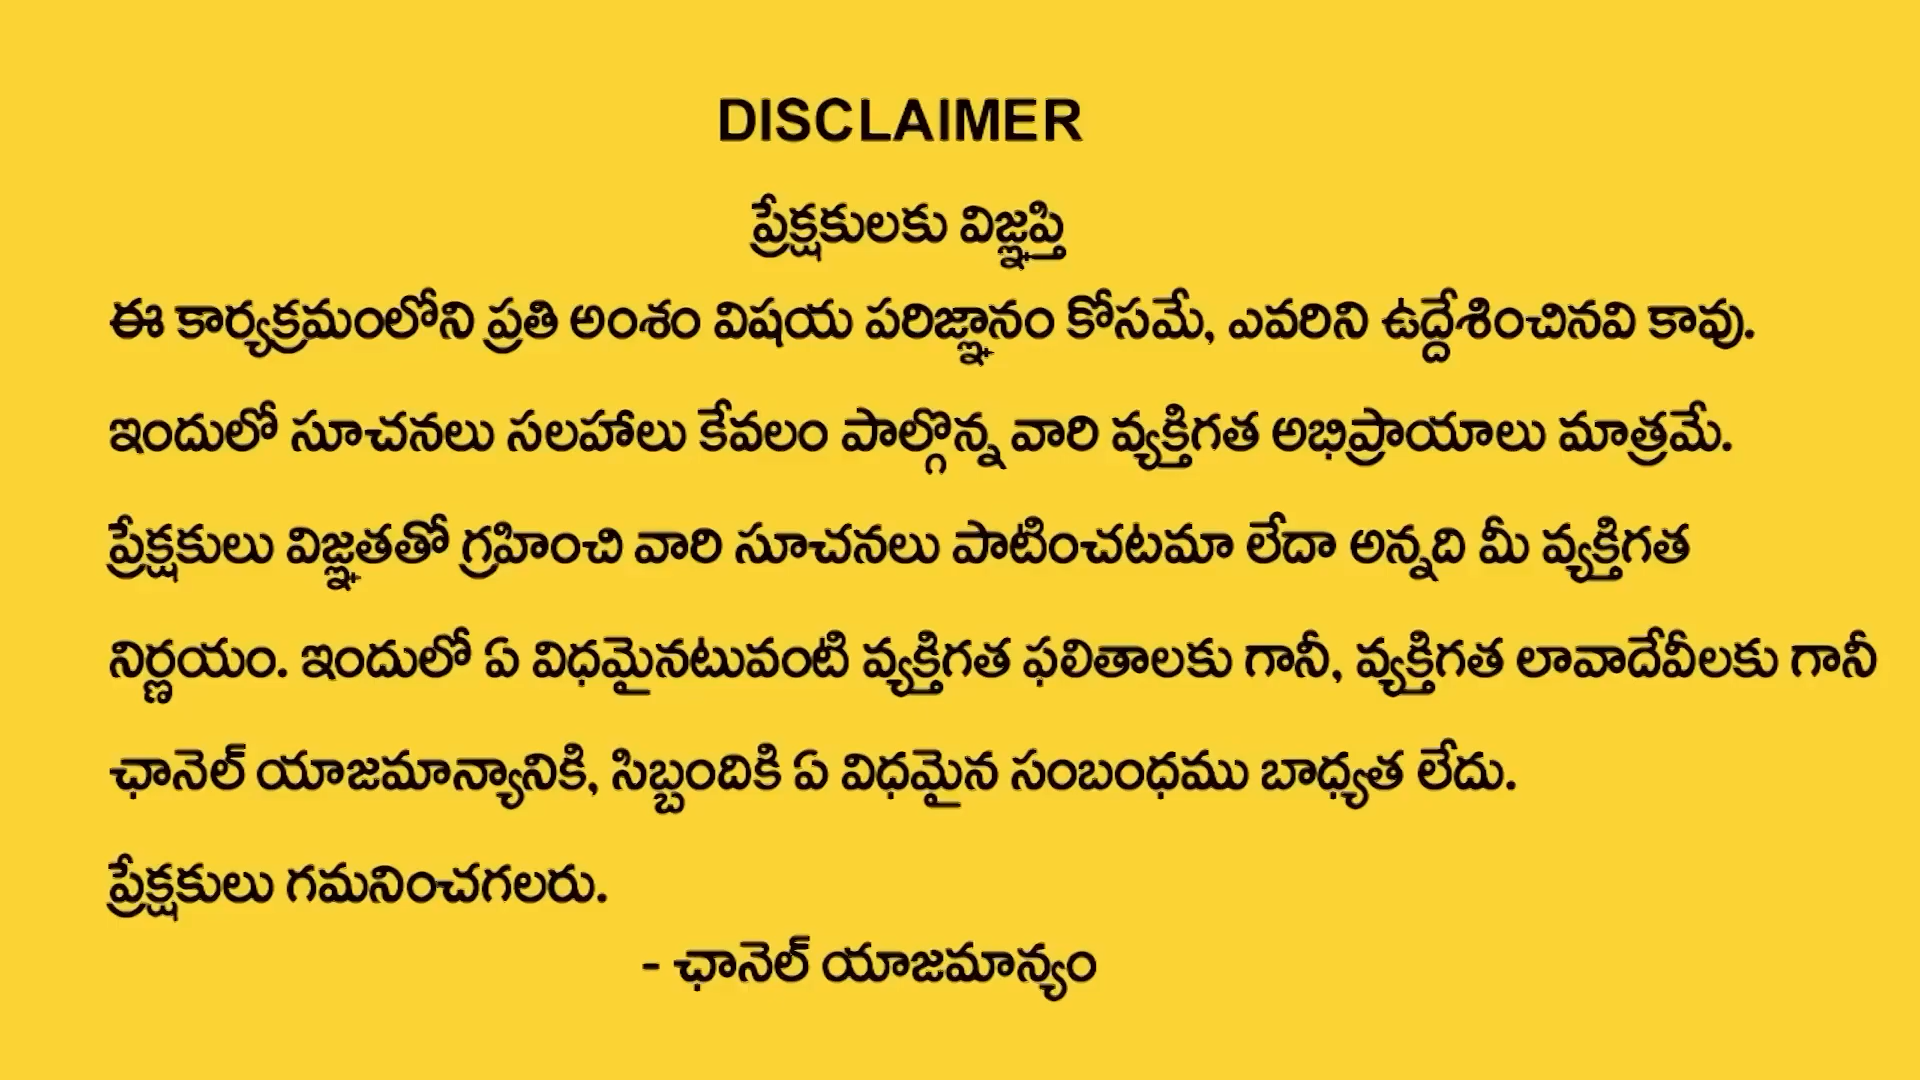 DISCLAIMER
ప్రేక్షకులకు విజ్ఞప్తి
ఈ కార్యక్రమంలోని ప్రతి అంశం విషయ పరిజ్ఞానం కోసమే, ఎవరిని ఉద్దేశించినవి కావు.
ఇందులో సూచనలు సలహాలు కేవలం పాల్గొన్న వారి వ్యక్తిగత అభిప్రాయాలు మాత్రమే.
ప్రేక్షకులు విజ్ఞతతో గ్రహించి వారి సూచనలు పాటించటమా లేదా అన్నది మీ వ్యక్తిగత
నిర్ణయం. ఇందులో ఏ విధమైనటువంటి వ్యక్తిగత ఫలితాలకు గానీ, వ్యక్తిగత లావాదేవీలకు గానీ
ఛానెల్ యాజమాన్యానికి, సిబ్బందికి ఏ విధమైన సంబంధము బాధ్యత లేదు.
ప్రేక్షకులు గమనించగలరు.
- ఛానెల్ యాజమాన్యం